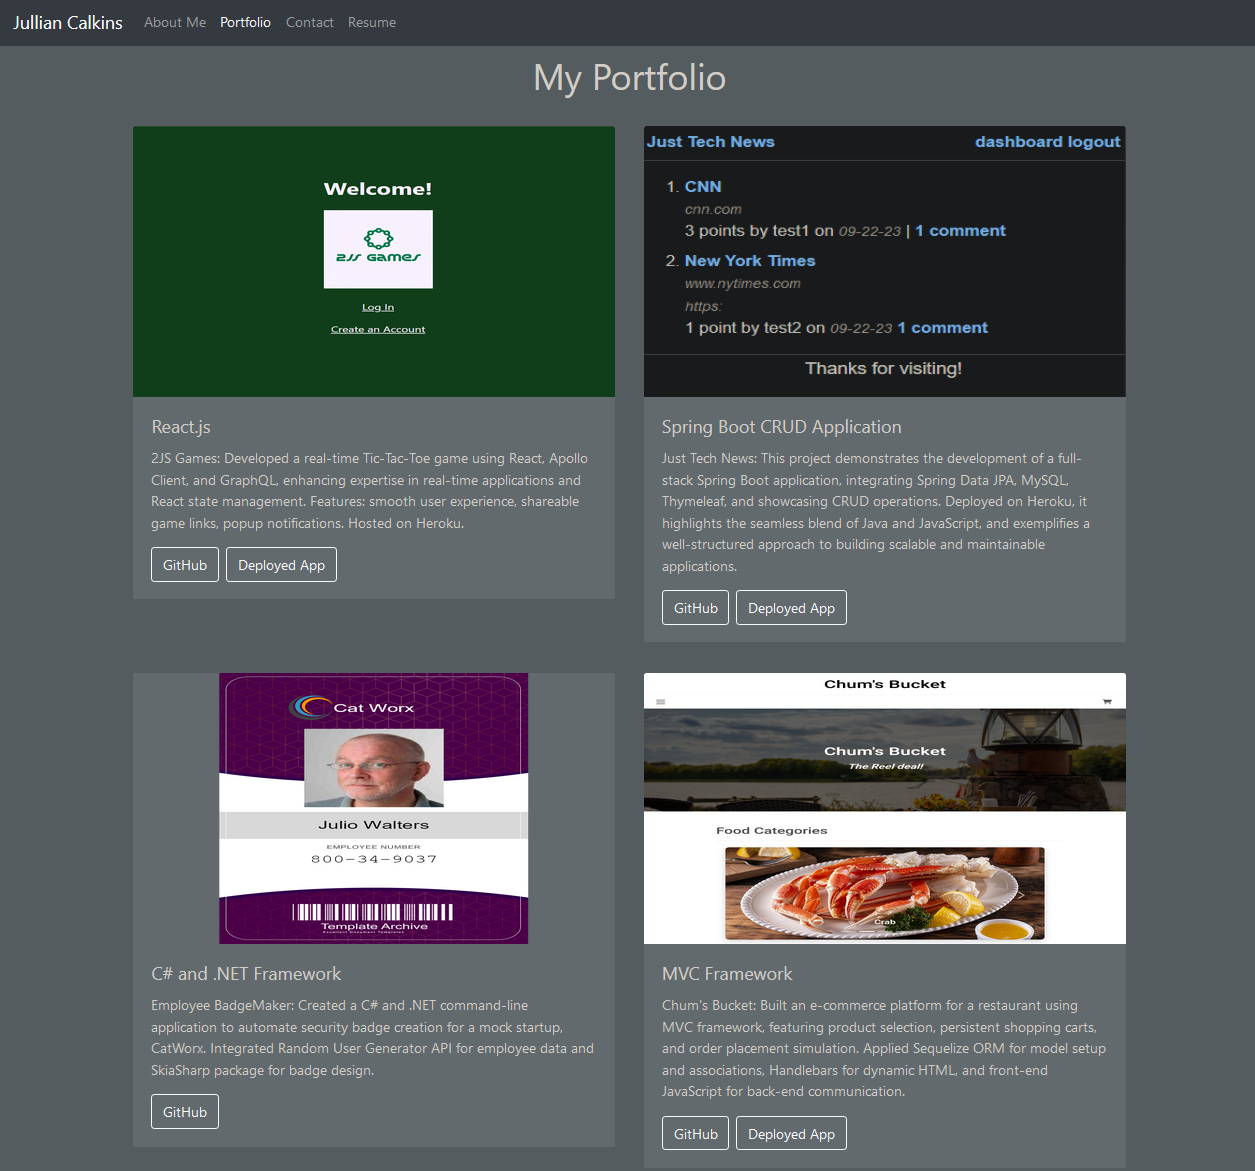 Jullian Calkins About Me Portfolio Contact Resume
My Portfolio
Welcome!
2JS GAMES
Log In
Create an Account
React.js
2JS Games: Developed a real-time Tic-Tac-Toe game using React, Apollo
Client, and GraphQL, enhancing expertise in real-time applications and
React state management. Features: smooth user experience, shareable
game links, popup notifications. Hosted on Heroku.
GitHub Deployed App
Just Tech News dashboard logout
1. CNN
cnn.com
3 points by test1 on 09-22-23 | 1 comment
2. New York Times
www.nytimes.com
https:
1 point by test2 on 09-22-23 1 comment
Thanks for visiting!
Spring Boot CRUD Application
Just Tech News: This project demonstrates the development of a full-
stack Spring Boot application, integrating Spring Data JPA, MySQL,
Thymeleaf, and showcasing CRUD operations. Deployed on Heroku, it
highlights the seamless blend of Java and JavaScript, and exemplifies a
well-structured approach to building scalable and maintainable
applications.
GitHub Deployed App
Cat Worx
Julio Walters
EMPLOYEE NUMBER
800-34-9037
Template Archive
Excellent Document Templates
C# and .NET Framework
Employee BadgeMaker: Created a C# and .NET command-line
application to automate security badge creation for a mock startup,
CatWorx. Integrated Random User Generator API for employee data and
SkiaSharp package for badge design.
GitHub
Chum's Bucket
Chum's Bucket
The Reel deal!
Food Categories
Crab
MVC Framework
Chum's Bucket: Built an e-commerce platform for a restaurant using
MVC framework, featuring product selection, persistent shopping carts,
and order placement simulation. Applied Sequelize ORM for model setup
and associations, Handlebars for dynamic HTML, and front-end
JavaScript for back-end communication.
GitHub Deployed App